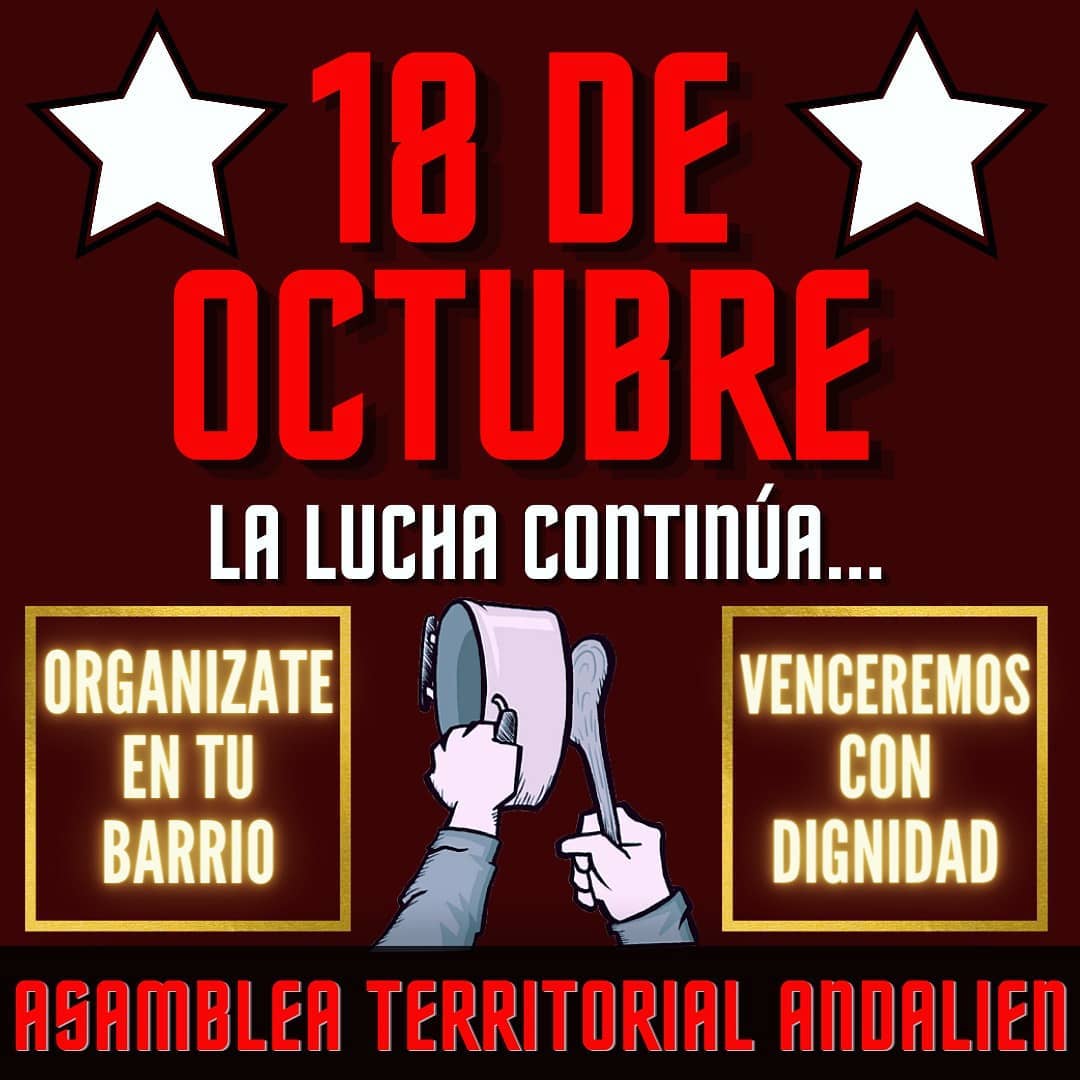 18 DE
OCTUBRE
LA LUCHA CONTINÚA...
ORGANIZATE
EN TU
BARRIO
VENCEREMOS
CON
DIGNIDAD
ASAMBLEA TERRITORIAL ANDALIEN